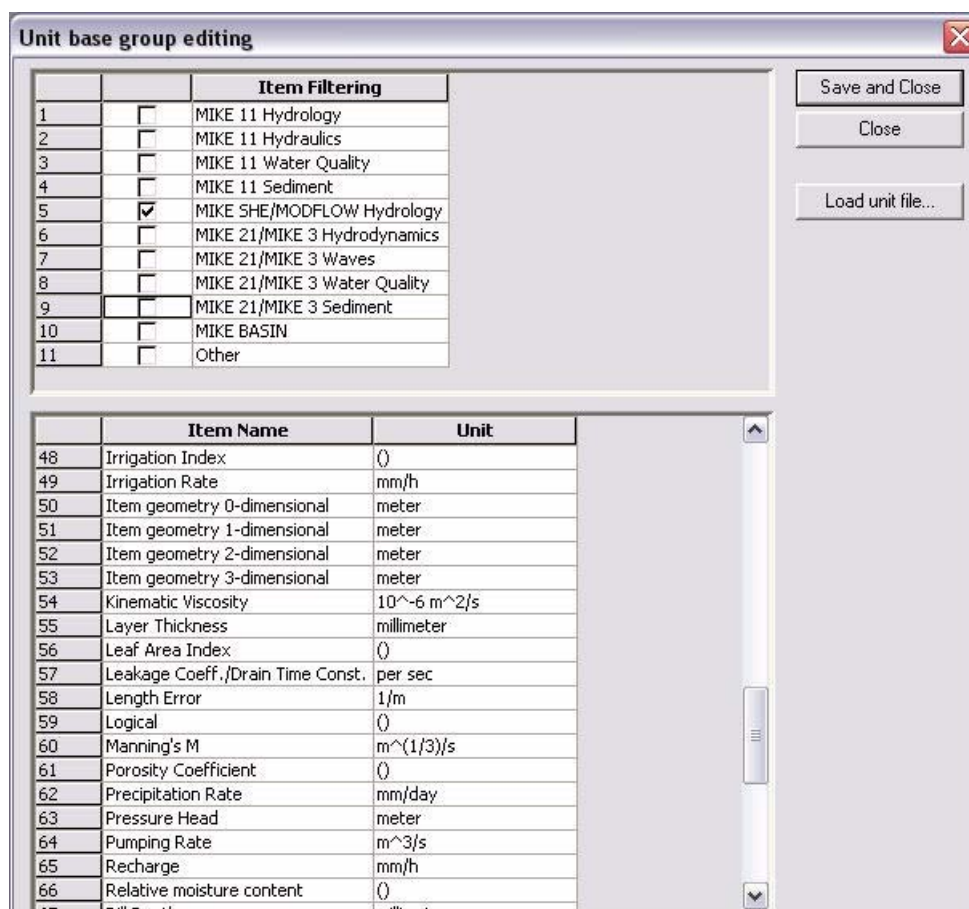 Unit base group editing
Item Filtering
1 MIKE 11 Hydrology
2 MIKE 11 Hydraulics
3 MIKE 11 Water Quality
4 MIKE 11 Sediment
5 MIKE SHE/MODFLOW Hydrology
6 MIKE 21/MIKE 3 Hydrodynamics
7 MIKE 21/MIKE 3 Waves
8 MIKE 21/MIKE 3 Water Quality
9 MIKE 21/MIKE 3 Sediment
10 MIKE BASIN
11 Other
Save and Close
Close
Load unit file...
Item Name Unit
48 Irrigation Index ()
49 Irrigation Rate mm/h
50 Item geometry 0-dimensional meter
51 Item geometry 1-dimensional meter
52 Item geometry 2-dimensional meter
53 Item geometry 3-dimensional meter
54 Kinematic Viscosity 10^-6 m^2/s
55 Layer Thickness millimeter
56 Leaf Area Index ()
57 Leakage Coeff./Drain Time Const. per sec
58 Length Error 1/m
59 Logical ()
60 Manning's M m^(1/3)/s
61 Porosity Coefficient ()
62 Precipitation Rate mm/day
63 Pressure Head meter
64 Pumping Rate m^3/s
65 Recharge mm/h
66 Relative moisture content ()